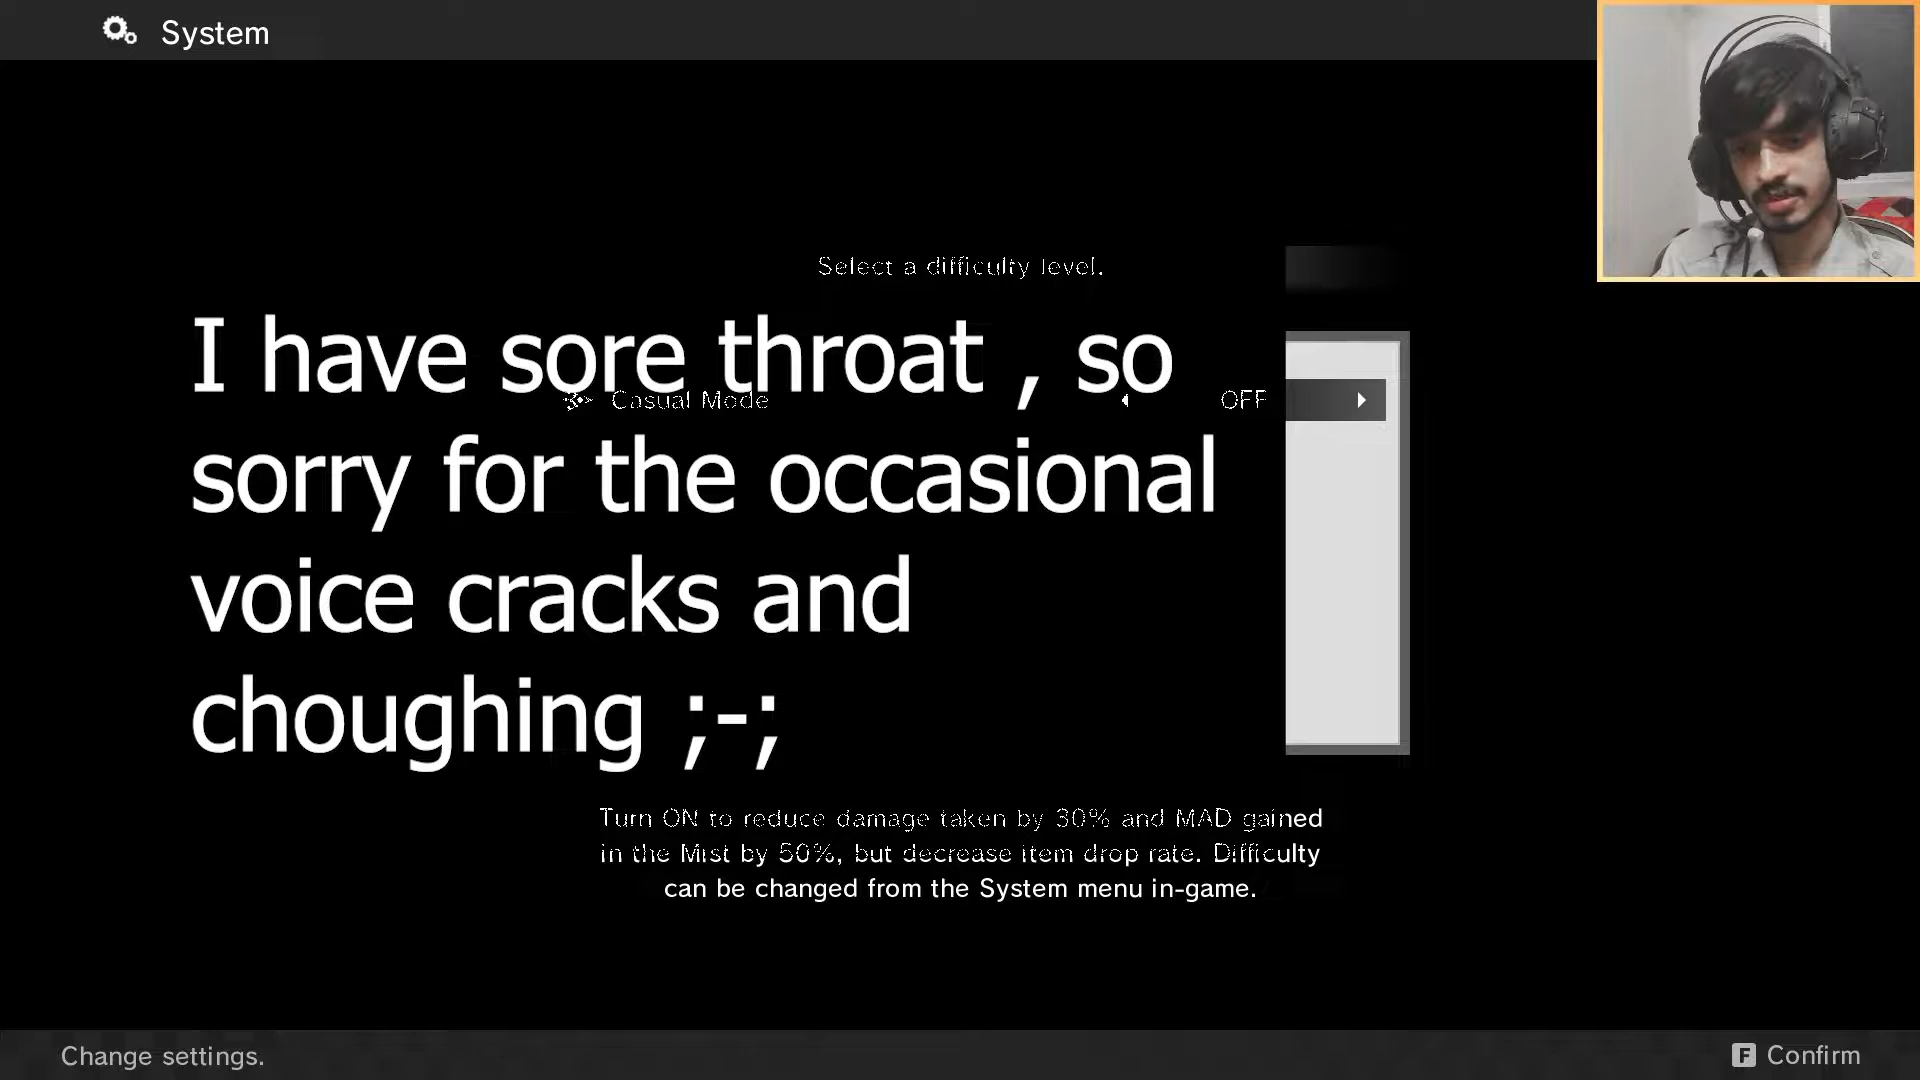 System
Select a difficulty level.
I have sore throat , so
Casual Mode OFF
sorry for the occasional
voice cracks and
choughing ;-;
Turn ON to reduce damage taken by 30% and MAD gained
in the Mist by 50%, but decrease item drop rate. Difficulty
can be changed from the System menu in-game.
Change settings.
F Confirm